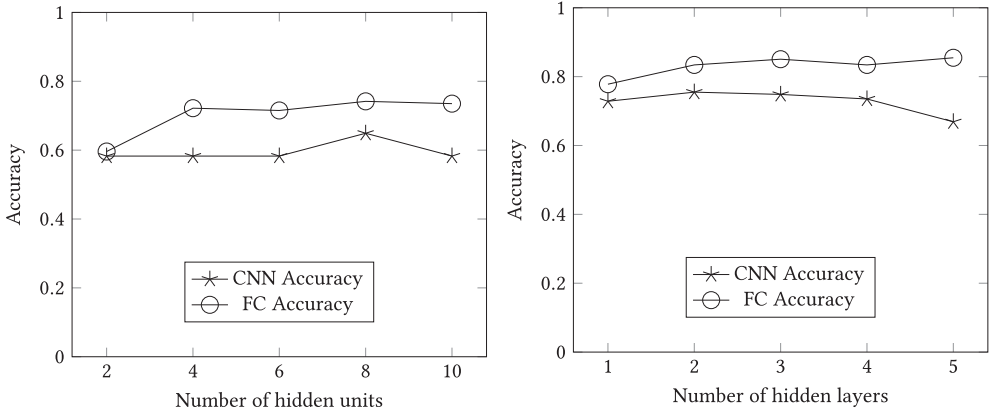 1
0.8
0.6
0.4
0.2
0
Accuracy
CNN Accuracy
FC Accuracy
2 4 6 8 10
Number of hidden units
1
0.8
0.6
0.4
0.2
0
Accuracy
CNN Accuracy
FC Accuracy
1 2 3 4 5
Number of hidden layers